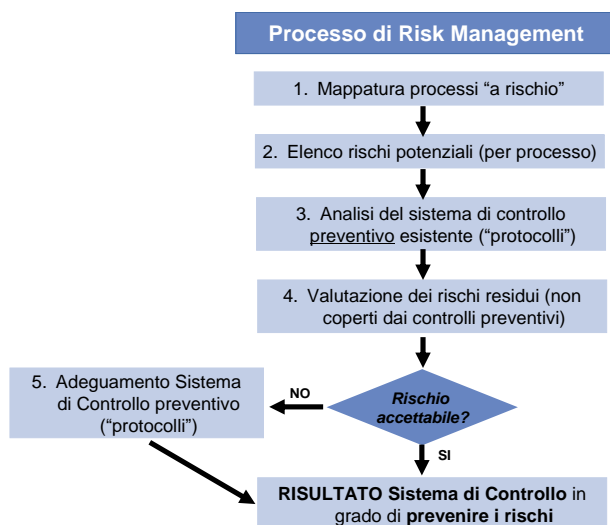 Processo di Risk Management
1. Mappatura processi “a rischio”
2. Elenco rischi potenziali (per processo)
3. Analisi del sistema di controllo
preventivo esistente (“protocolli”)
4. Valutazione dei rischi residui (non
coperti dai controlli preventivi)
5. Adeguamento Sistema
di Controllo preventivo
(“protocolli”)
NO
Rischio
accettabile?
SI
RISULTATO Sistema di Controllo in
grado di prevenire i rischi